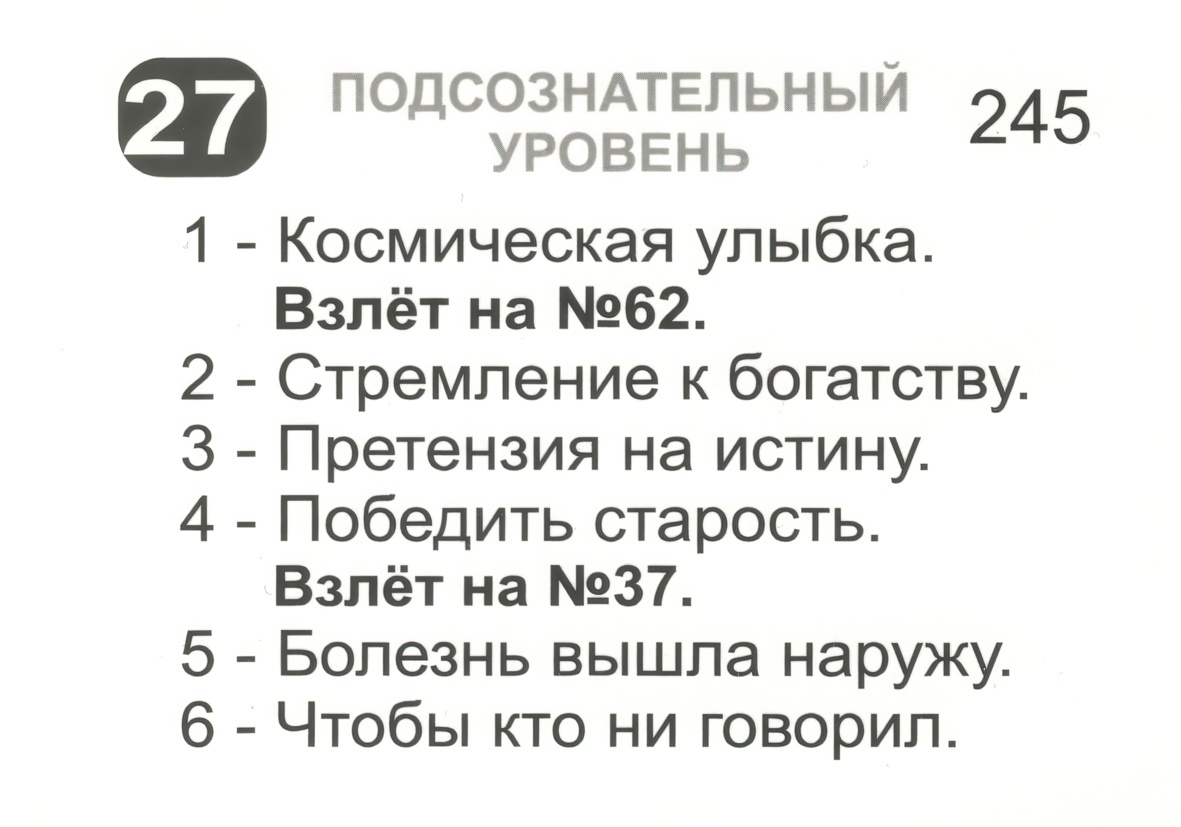 27
ПОДСОЗНАТЕЛЬНЫЙ
УРОВЕНЬ
245
1 - Космическая улыбка.
Взлёт на №62.
2 - Стремление к богатству.
3 - Претензия на истину.
4 - Победить старость.
Взлёт на №37.
5 - Болезнь вышла наружу.
6 - Чтобы кто ни говорил.